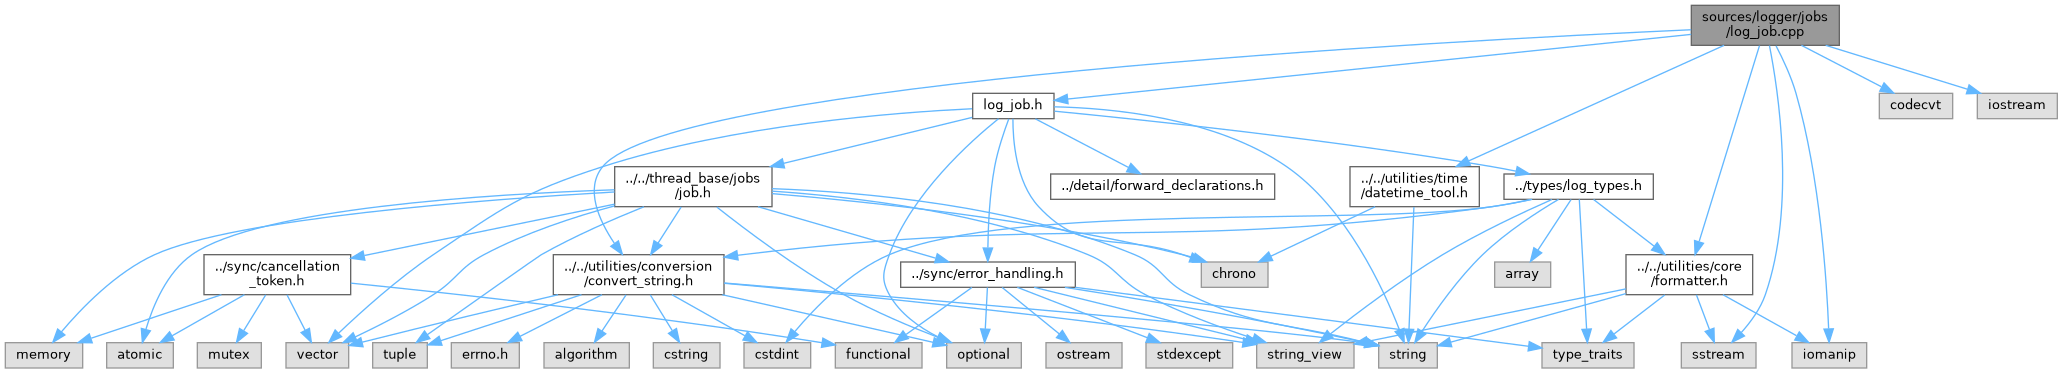 sources/logger/jobs
/log_job.cpp
log_job.h
codecvt
iostream
../../thread_base/jobs
/job.h
../detail/forward_declarations.h
../../utilities/time
/datetime_tool.h
../types/log_types.h
../sync/cancellation
_token.h
../../utilities/conversion
/convert_string.h
../sync/error_handling.h
chrono
array
../../utilities/core
/formatter.h
memory
atomic
mutex
vector
tuple
errno.h
algorithm
cstring
cstdint
functional
optional
ostream
stdexcept
string_view
string
type_traits
sstream
iomanip